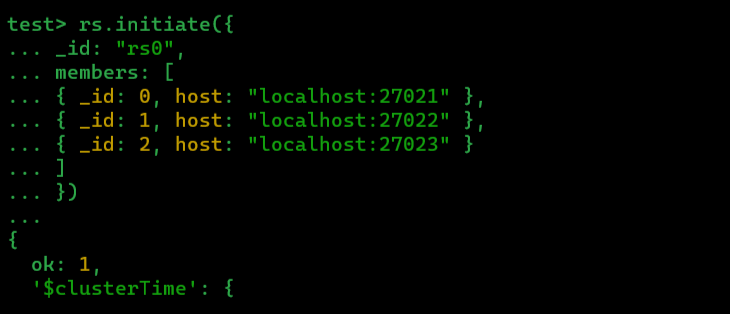 test> rs.initiate({
... _id: "rs0",
... members: [
... { _id: 0, host: "localhost:27021" },
... { _id: 1, host: "localhost:27022" },
... { _id: 2, host: "localhost:27023" }
... ]
... })
...
{
  ok: 1,
  '$clusterTime': {